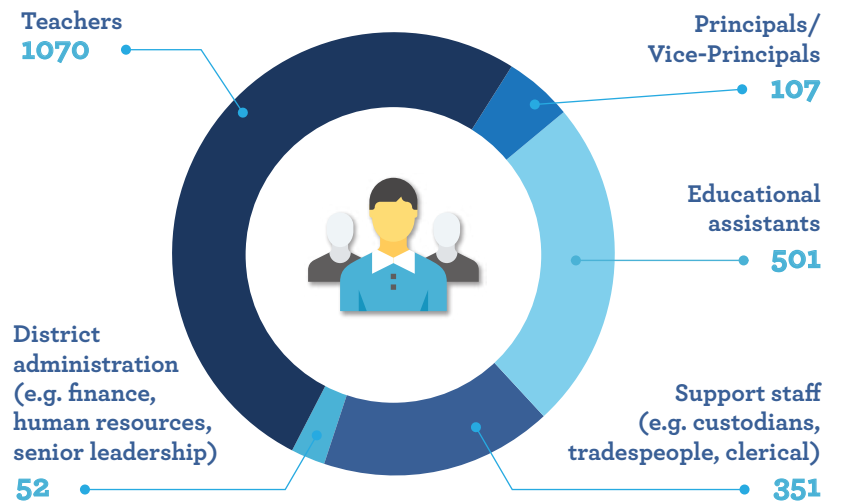 Teachers
1070
Principals/
Vice-Principals
107
Educational
assistants
501
District
administration
(e.g. finance,
human resources,
senior leadership)
52
Support staff
(e.g. custodians,
tradespeople, clerical)
351